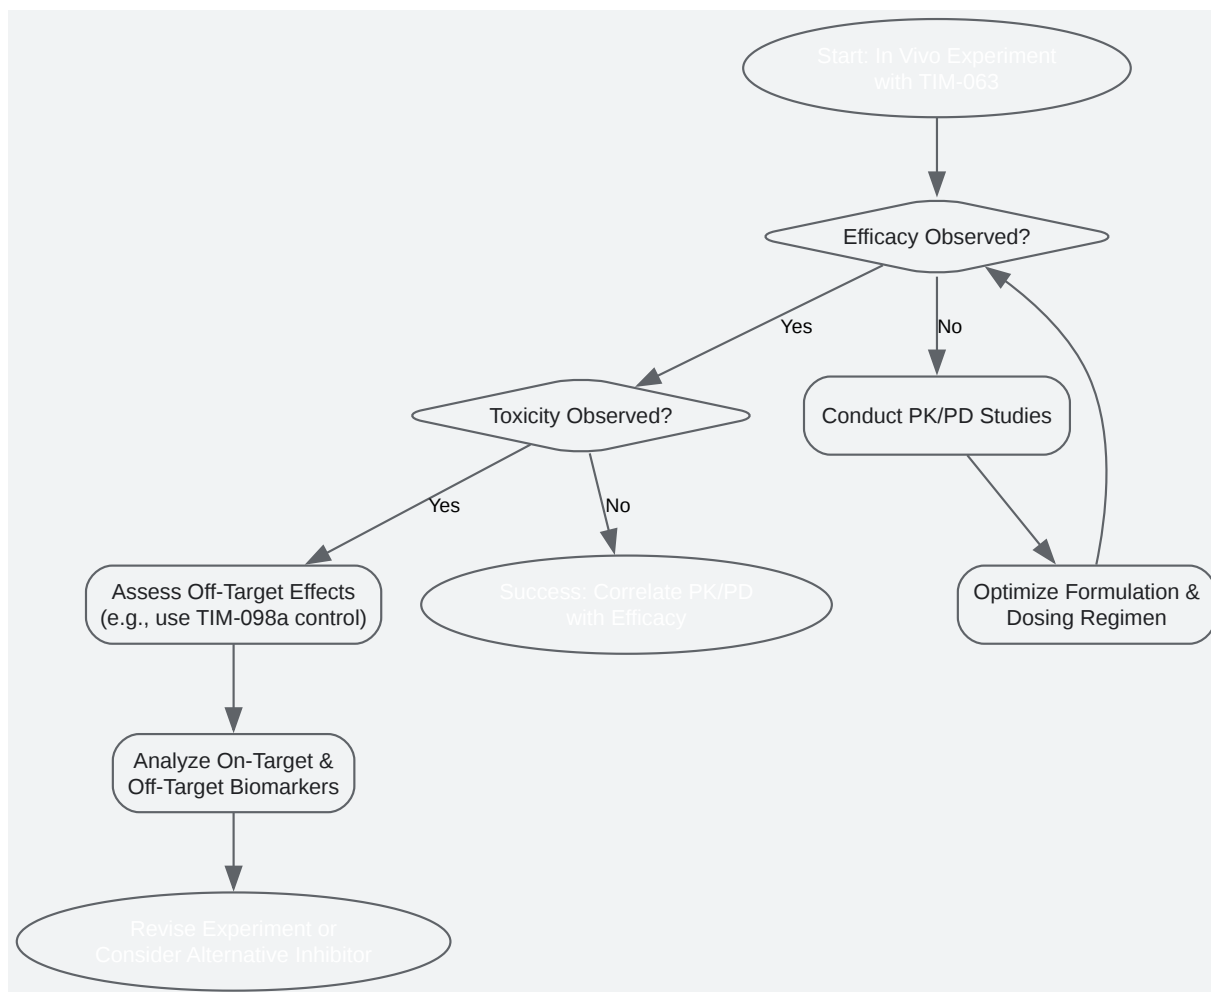 Start: In Vivo Experiment
with TIM-063
Efficacy Observed?
Yes
No
Toxicity Observed?
Conduct PK/PD Studies
Yes
No
Assess Off-Target Effects
(e.g., use TIM-098a control)
Success: Correlate PK/PD
with Efficacy
Optimize Formulation &
Dosing Regimen
Analyze On-Target &
Off-Target Biomarkers
Revise Experiment or
Consider Alternative Inhibitor